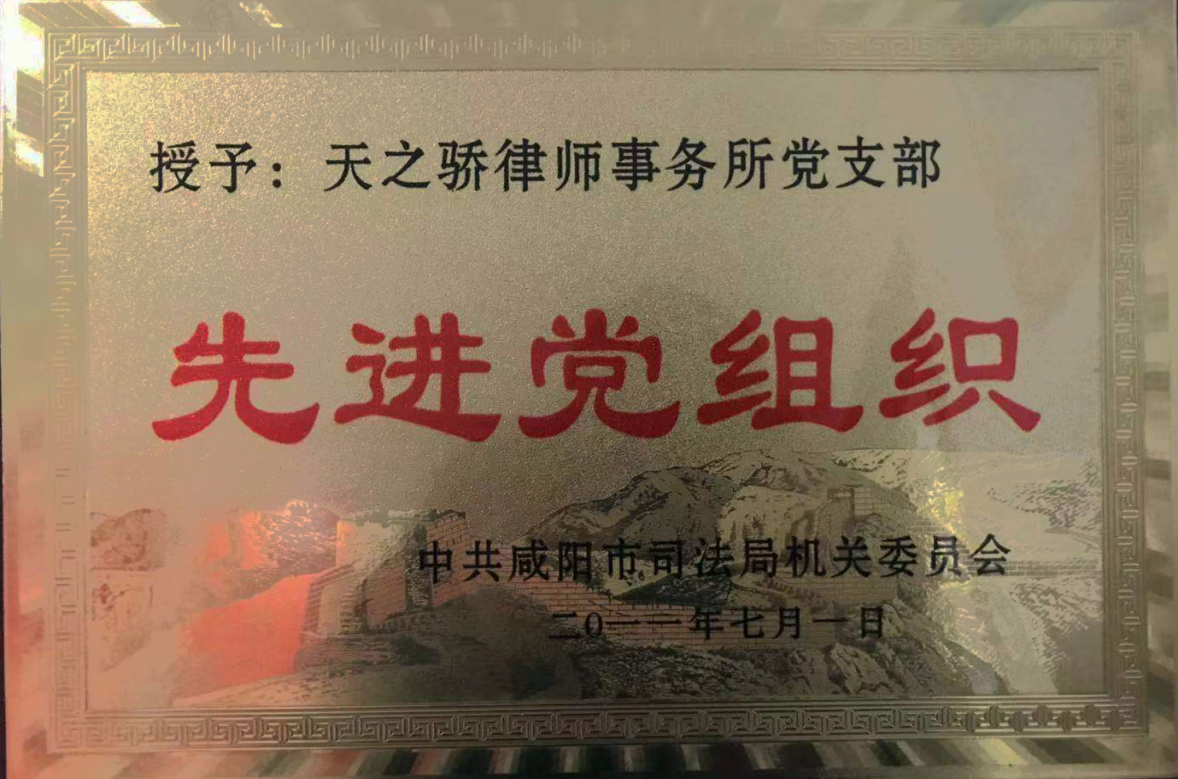 授予：天之骄律师事务所党支部
先进党组织
中共咸阳市司法局机关委员会
二0一一年七月一日